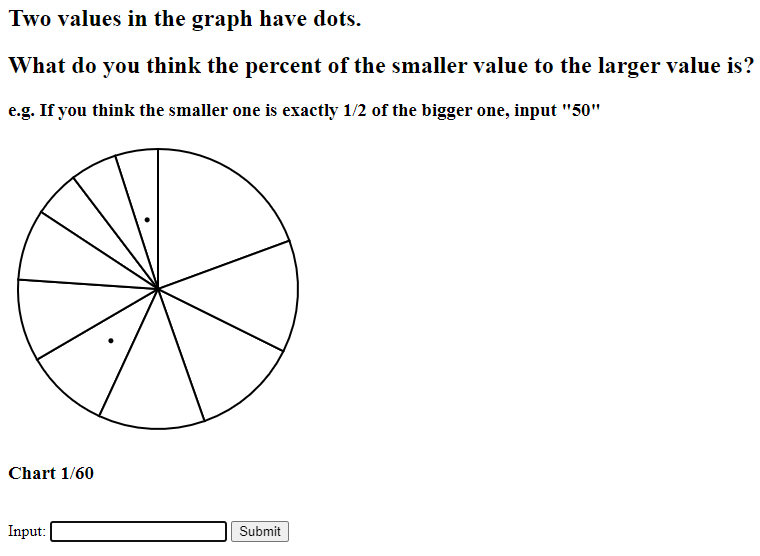 Two values in the graph have dots.
What do you think the percent of the smaller value to the larger value is?
e.g. If you think the smaller one is exactly 1/2 of the bigger one, input "50"
Chart 1/60
Input:
Submit